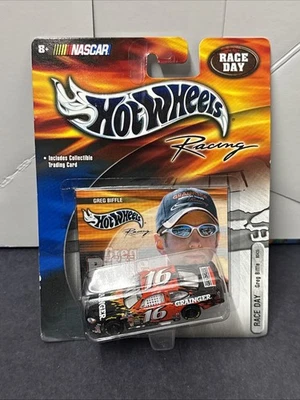 8+
NASCAR
RACE
DAY
Hot Wheels
Racing
• Includes Collectible
Trading Card
GREG BIFFLE
Hot Wheels
Racing
16
16
GRAINGER
RACE DAY Greg Biffle